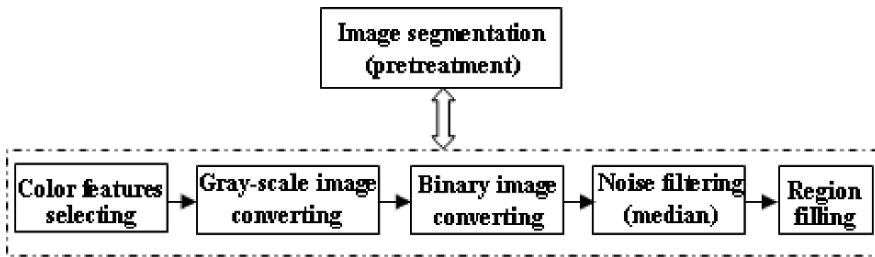 Image segmentation
(pretreatment)
Color features
selecting
Gray-scale image
converting
Binary image
converting
Noise filtering
(median)
Region
filling